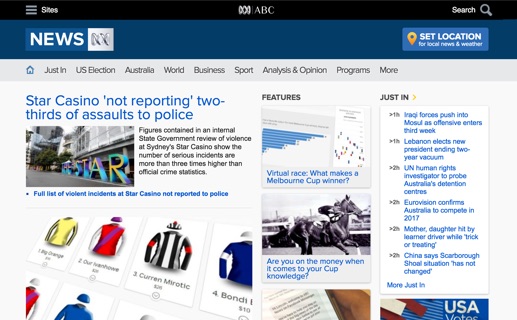 Sites
ABC
Search
NEWS
SET LOCATION
for local news & weather
Just In
US Election
Australia
World
Business
Sport
Analysis & Opinion
Programs
More
Star Casino 'not reporting' two-
thirds of assaults to police
STAR
Figures contained in an internal
State Government review of violence
at Sydney's Star Casino show the
number of serious incidents are
more than three times higher than
official crime statistics.
Full list of violent incidents at Star Casino not reported to police
1. Big Orange
2. Our Ivanhowe
3. Curren Mirotic
4. Bondi
FEATURES
Virtual race: What makes a
Melbourne Cup winner?
Are you on the money when
it comes to your Cup
knowledge?
JUST IN
>1h Iraqi forces push into
Mosul as offensive enters
third week
>1h Lebanon elects new
president ending two-
year vacuum
>2h UN human rights
investigator to probe
Australia's detention
centres
>2h Eurovision confirms
Australia to compete in
2017
>2h Mother, daughter hit by
learner driver while 'trick
or treating'
>2h China says Scarborough
Shoal situation 'has not
changed'
More Just In
USA
Votes